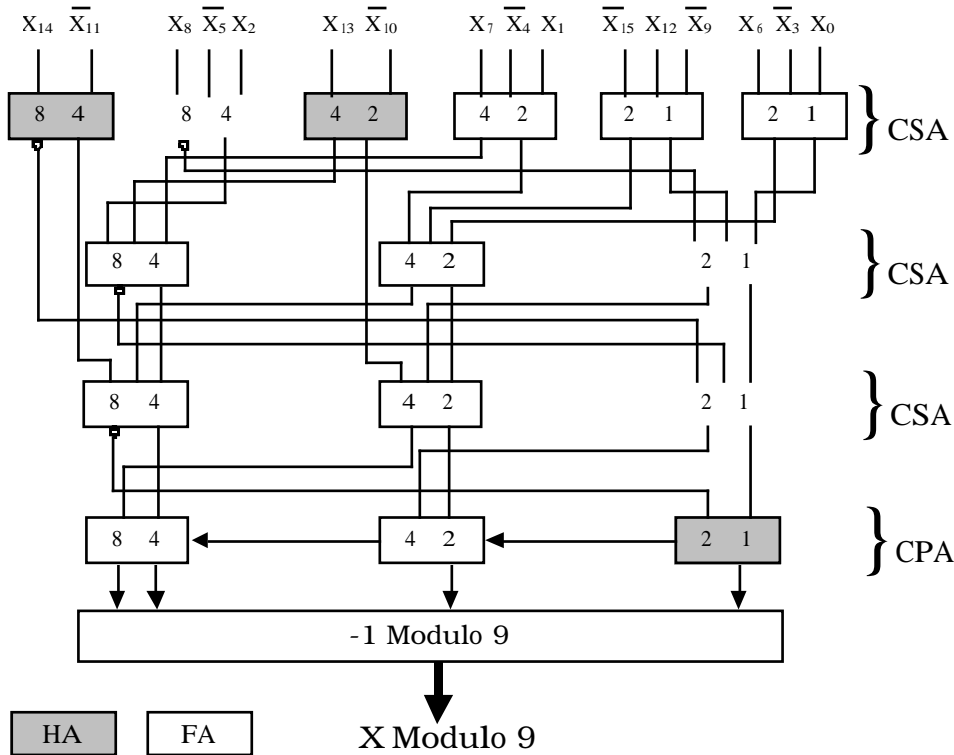 X14 X̅11 X8 X̅5 X2 X13 X̅10 X7 X̅4 X1 X̅15 X12 X̅9 X6 X̅3 X0
8 4 8 4 4 2 4 2 2 1 2 1 } CSA
8 4 4 2 2 1 } CSA
8 4 4 2 2 1 } CSA
8 4 4 2 2 1 } CPA
-1 Modulo 9
HA FA X Modulo 9